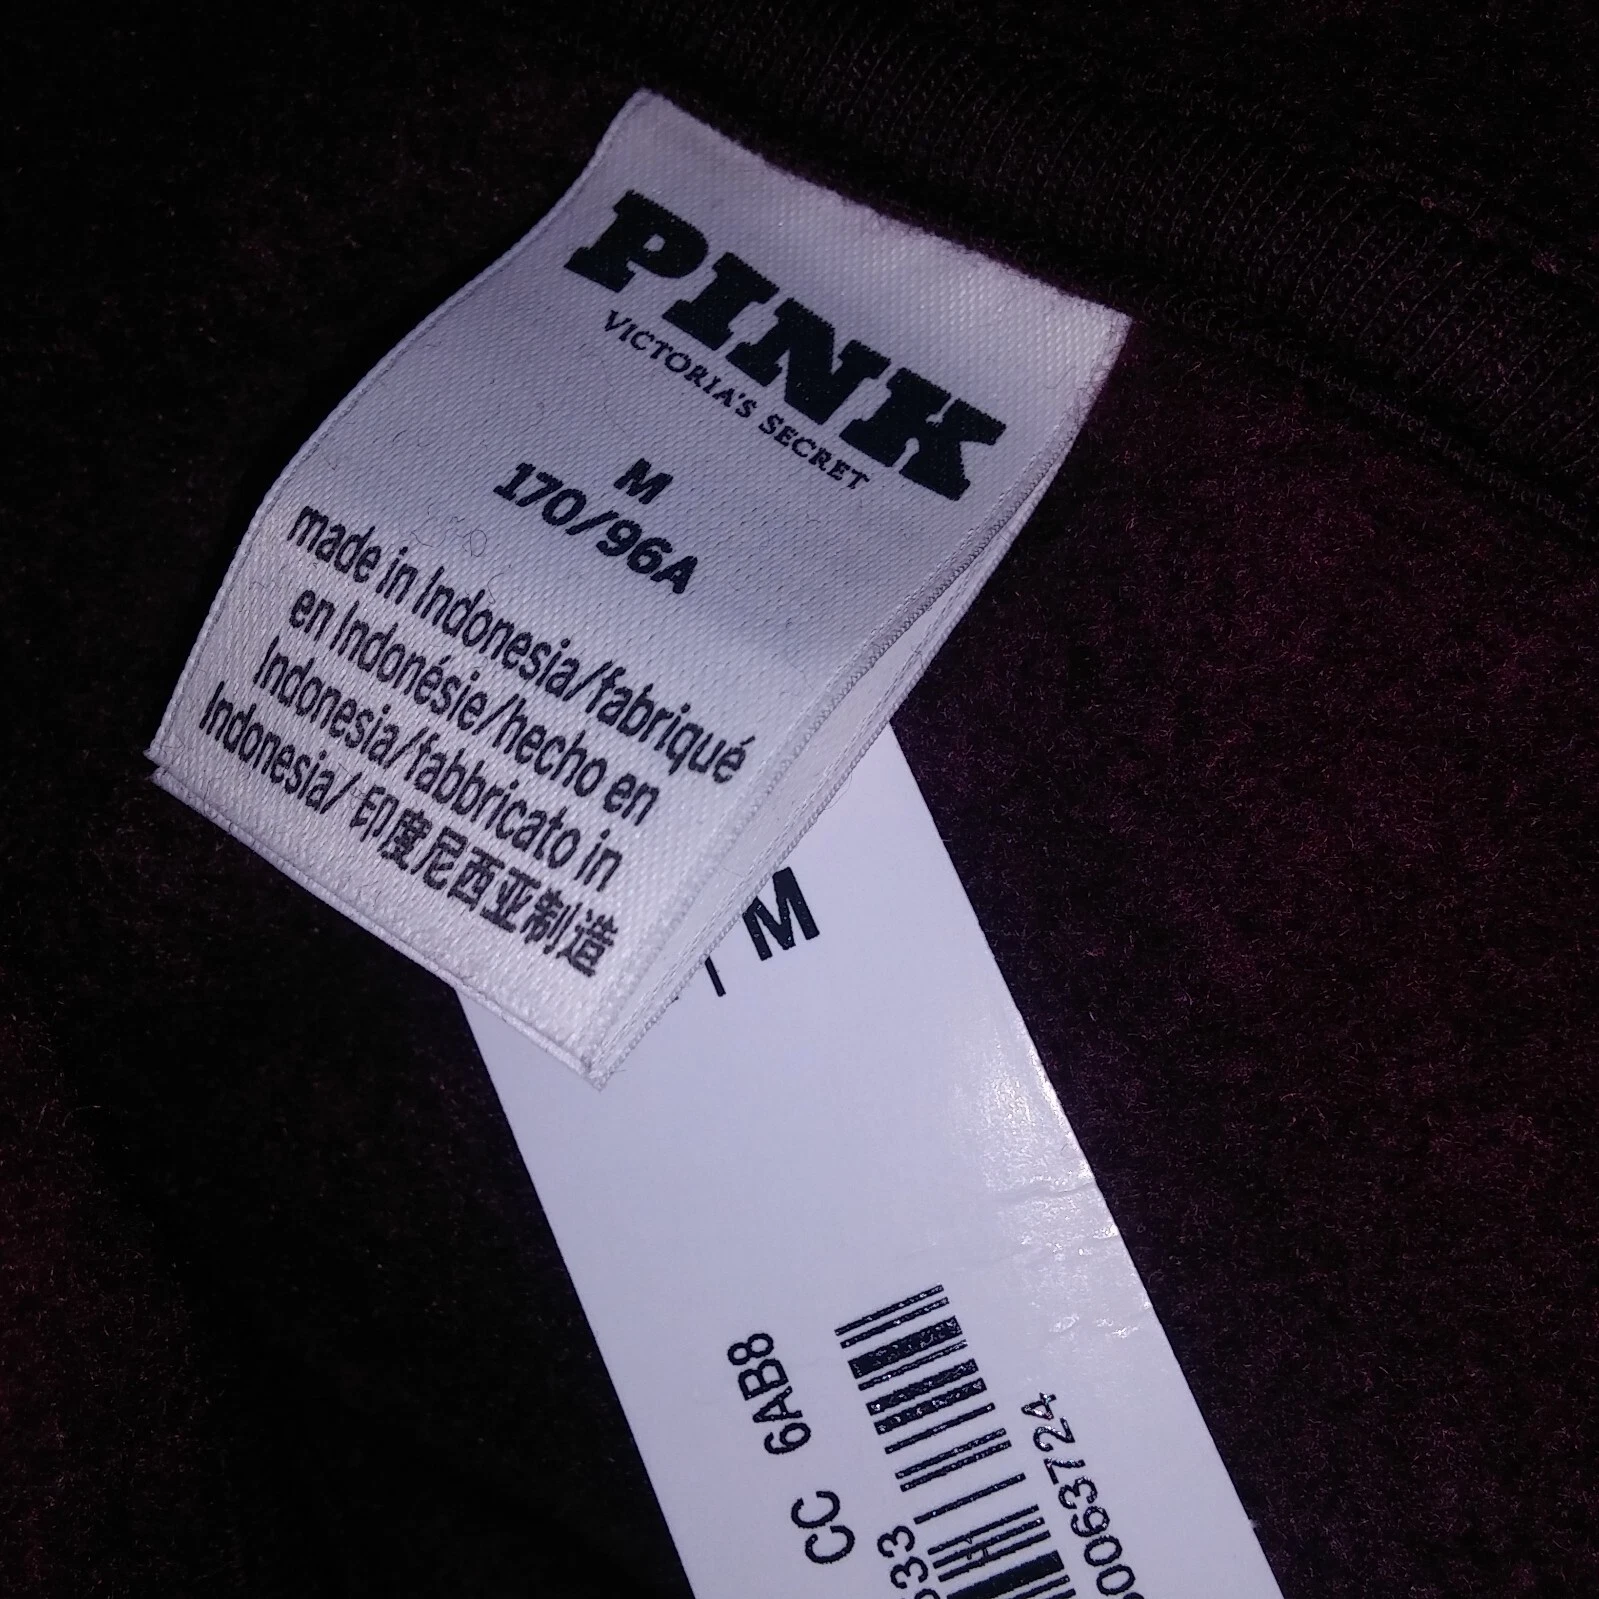 PINK
VICTORIA'S SECRET
M
170/96A
made in Indonesia/fabriqué
en Indonésie/hecho en
Indonesia/fabbricato in
Indonesia/ 印度尼西亚制造
M
CC 6AB8